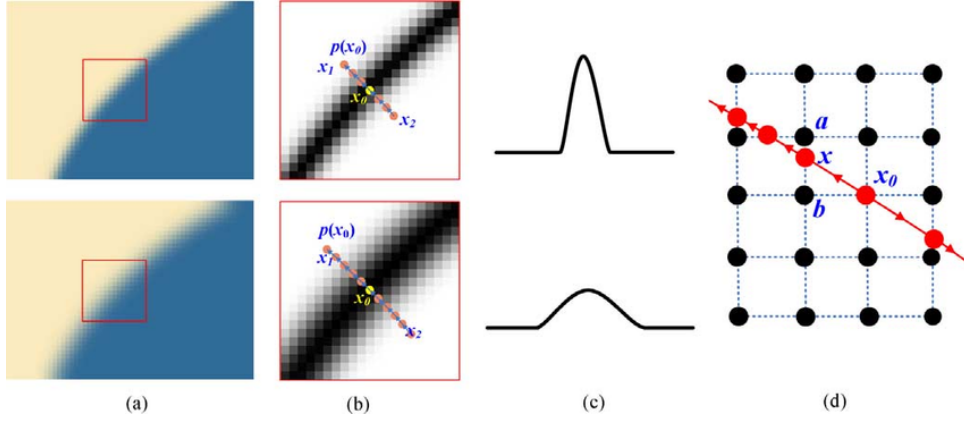 p(x₀)
x₁
x₀
x₂
p(x₀)
x₁
x₀
x₂
a
x
x₀
b
(a)
(b)
(c)
(d)